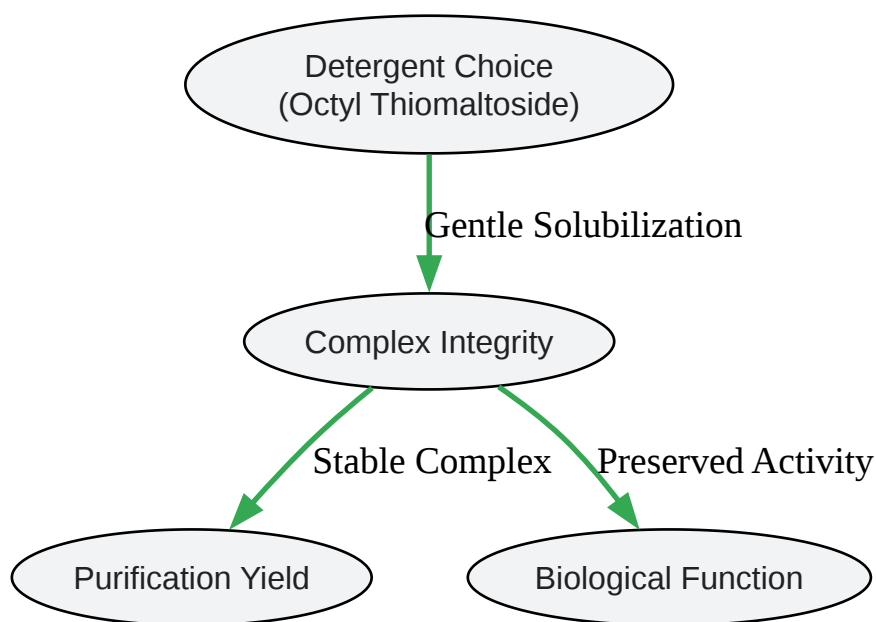 Detergent Choice
(Octyl Thiomaltoside)
Gentle Solubilization
Complex Integrity
Stable Complex
Preserved Activity
Purification Yield
Biological Function